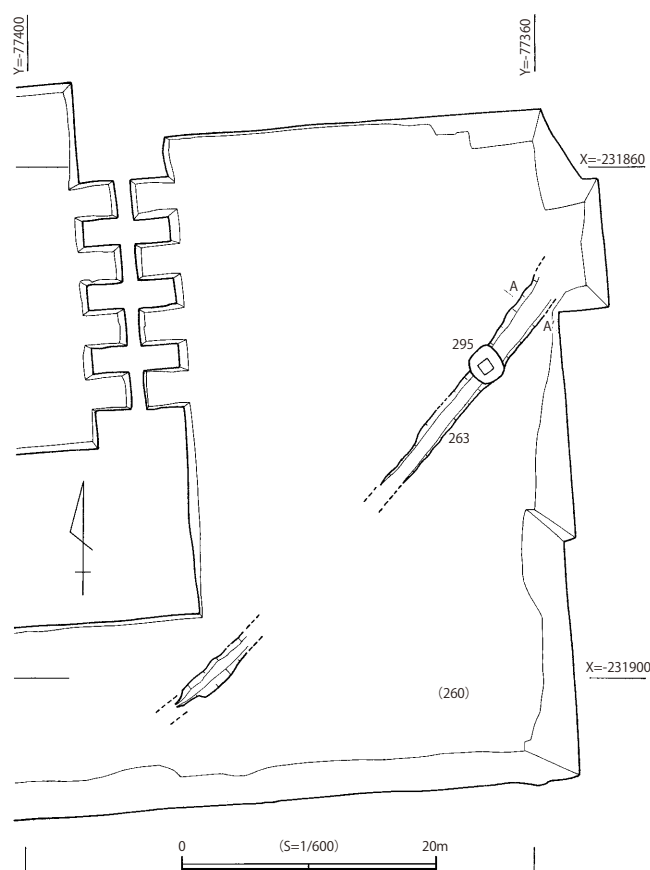 Y=-77400
Y=-77360
X=-231860
A
A'
295
263
X=-231900
(260)
0 (S=1/600) 20m